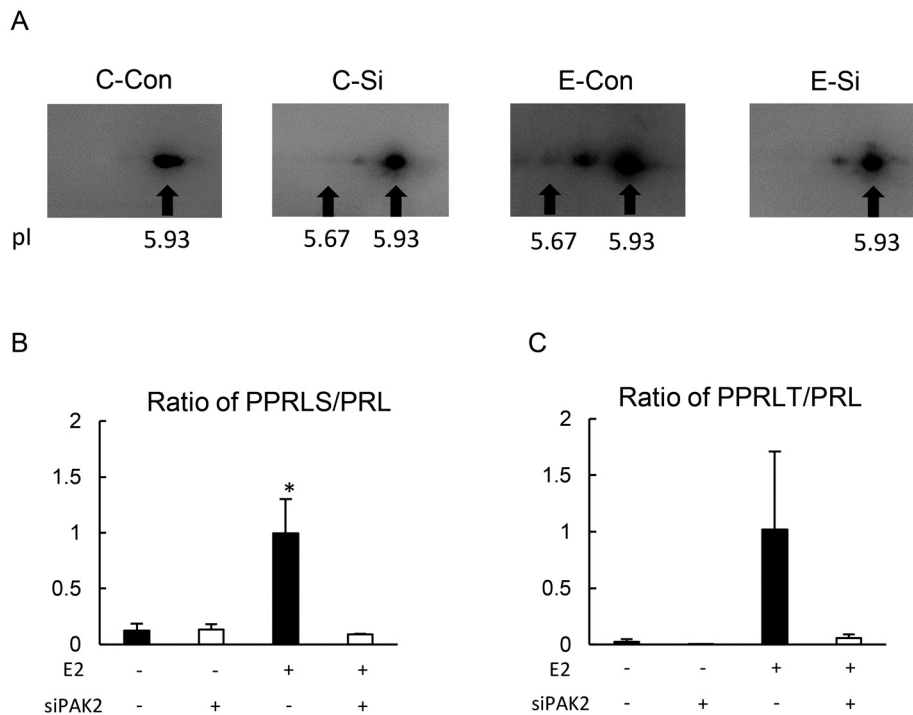 A
C-Con C-Si E-Con E-Si
pI 5.93 5.67 5.93 5.67 5.93 5.93
B
Ratio of PPRLS/PRL
2
1.5
*
1
0.5
0
E2 - - + +
siPAK2 - + - +
C
Ratio of PPRLT/PRL
2
1.5
1
0.5
0
E2 - - + +
siPAK2 - + - +